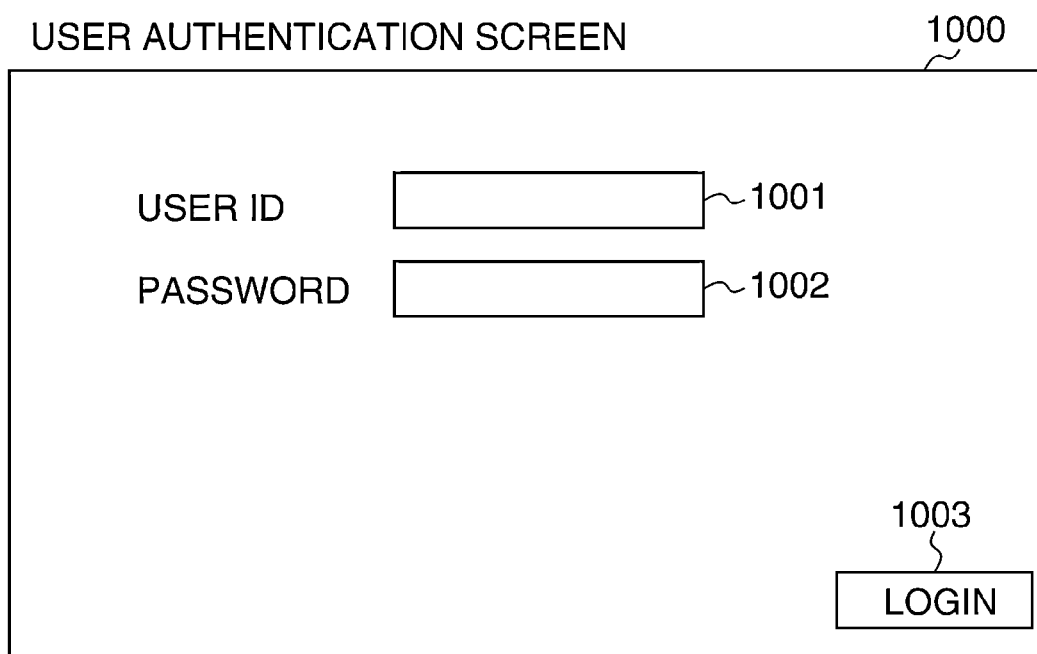 USER AUTHENTICATION SCREEN 1000
USER ID 1001
PASSWORD 1002
1003
LOGIN